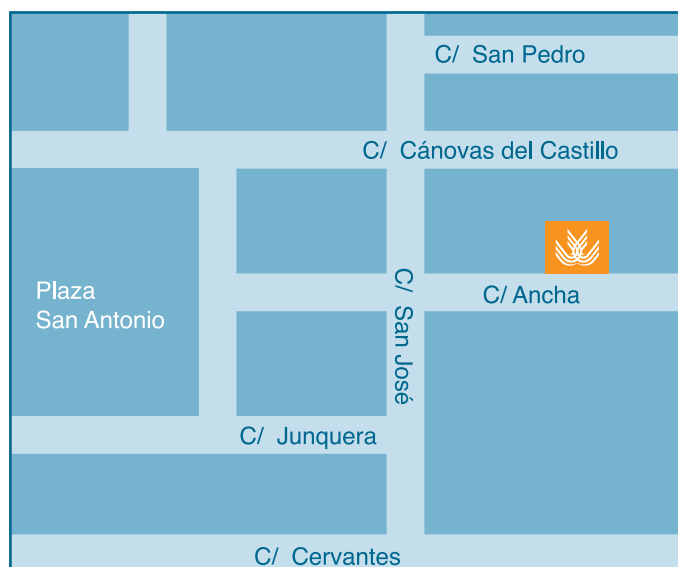 C/ San Pedro
C/ Cánovas del Castillo
Plaza
San Antonio
C/ San José
C/ Ancha
C/ Junquera
C/ Cervantes